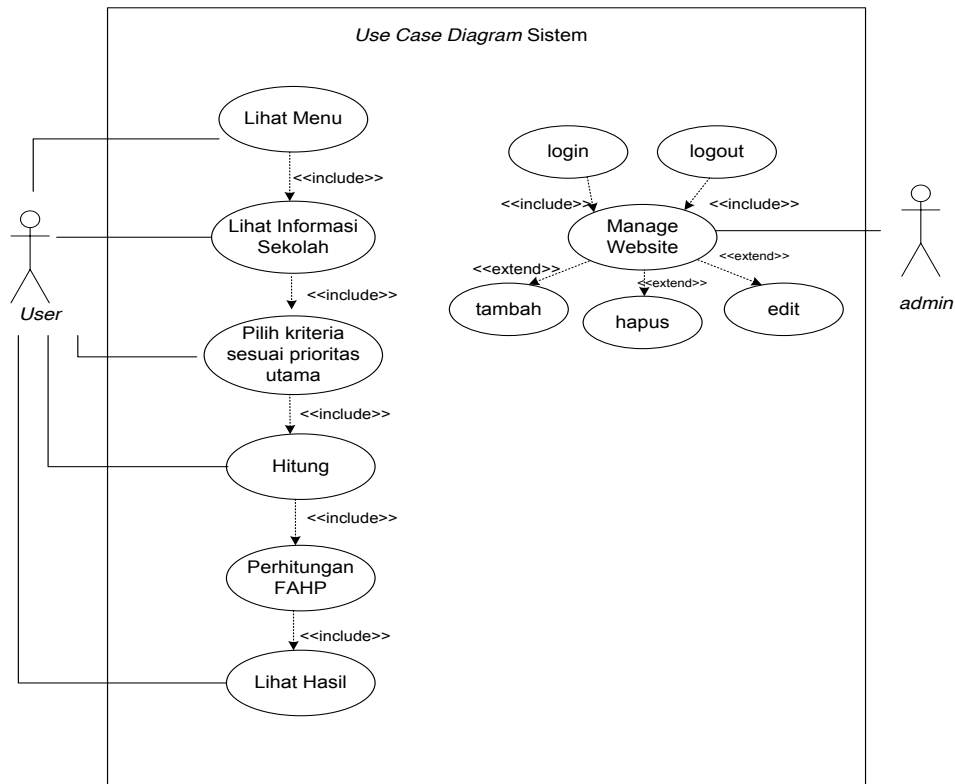 Use Case Diagram Sistem
Lihat Menu
<<include>>
Lihat Informasi
Sekolah
<<include>>
Pilih kriteria
sesuai prioritas
utama
<<include>>
Hitung
<<include>>
Perhitungan
FAHP
<<include>>
Lihat Hasil
User
login
logout
<<include>>
<<include>>
Manage
Website
<<extend>>
<<extend>>
<<extend>>
tambah
hapus
edit
admin